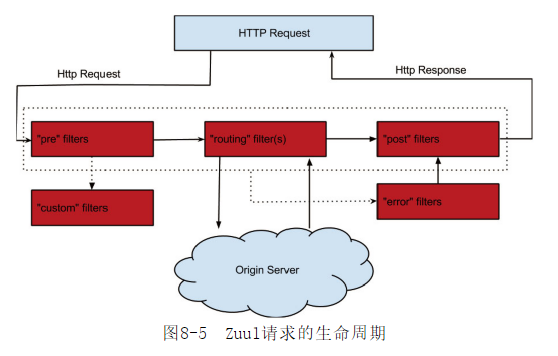 HTTP Request
Http Request
Http Response
"pre" filters
"routing" filter(s)
"post" filters
"custom" filters
"error" filters
Origin Server
图8-5 Zuul请求的生命周期